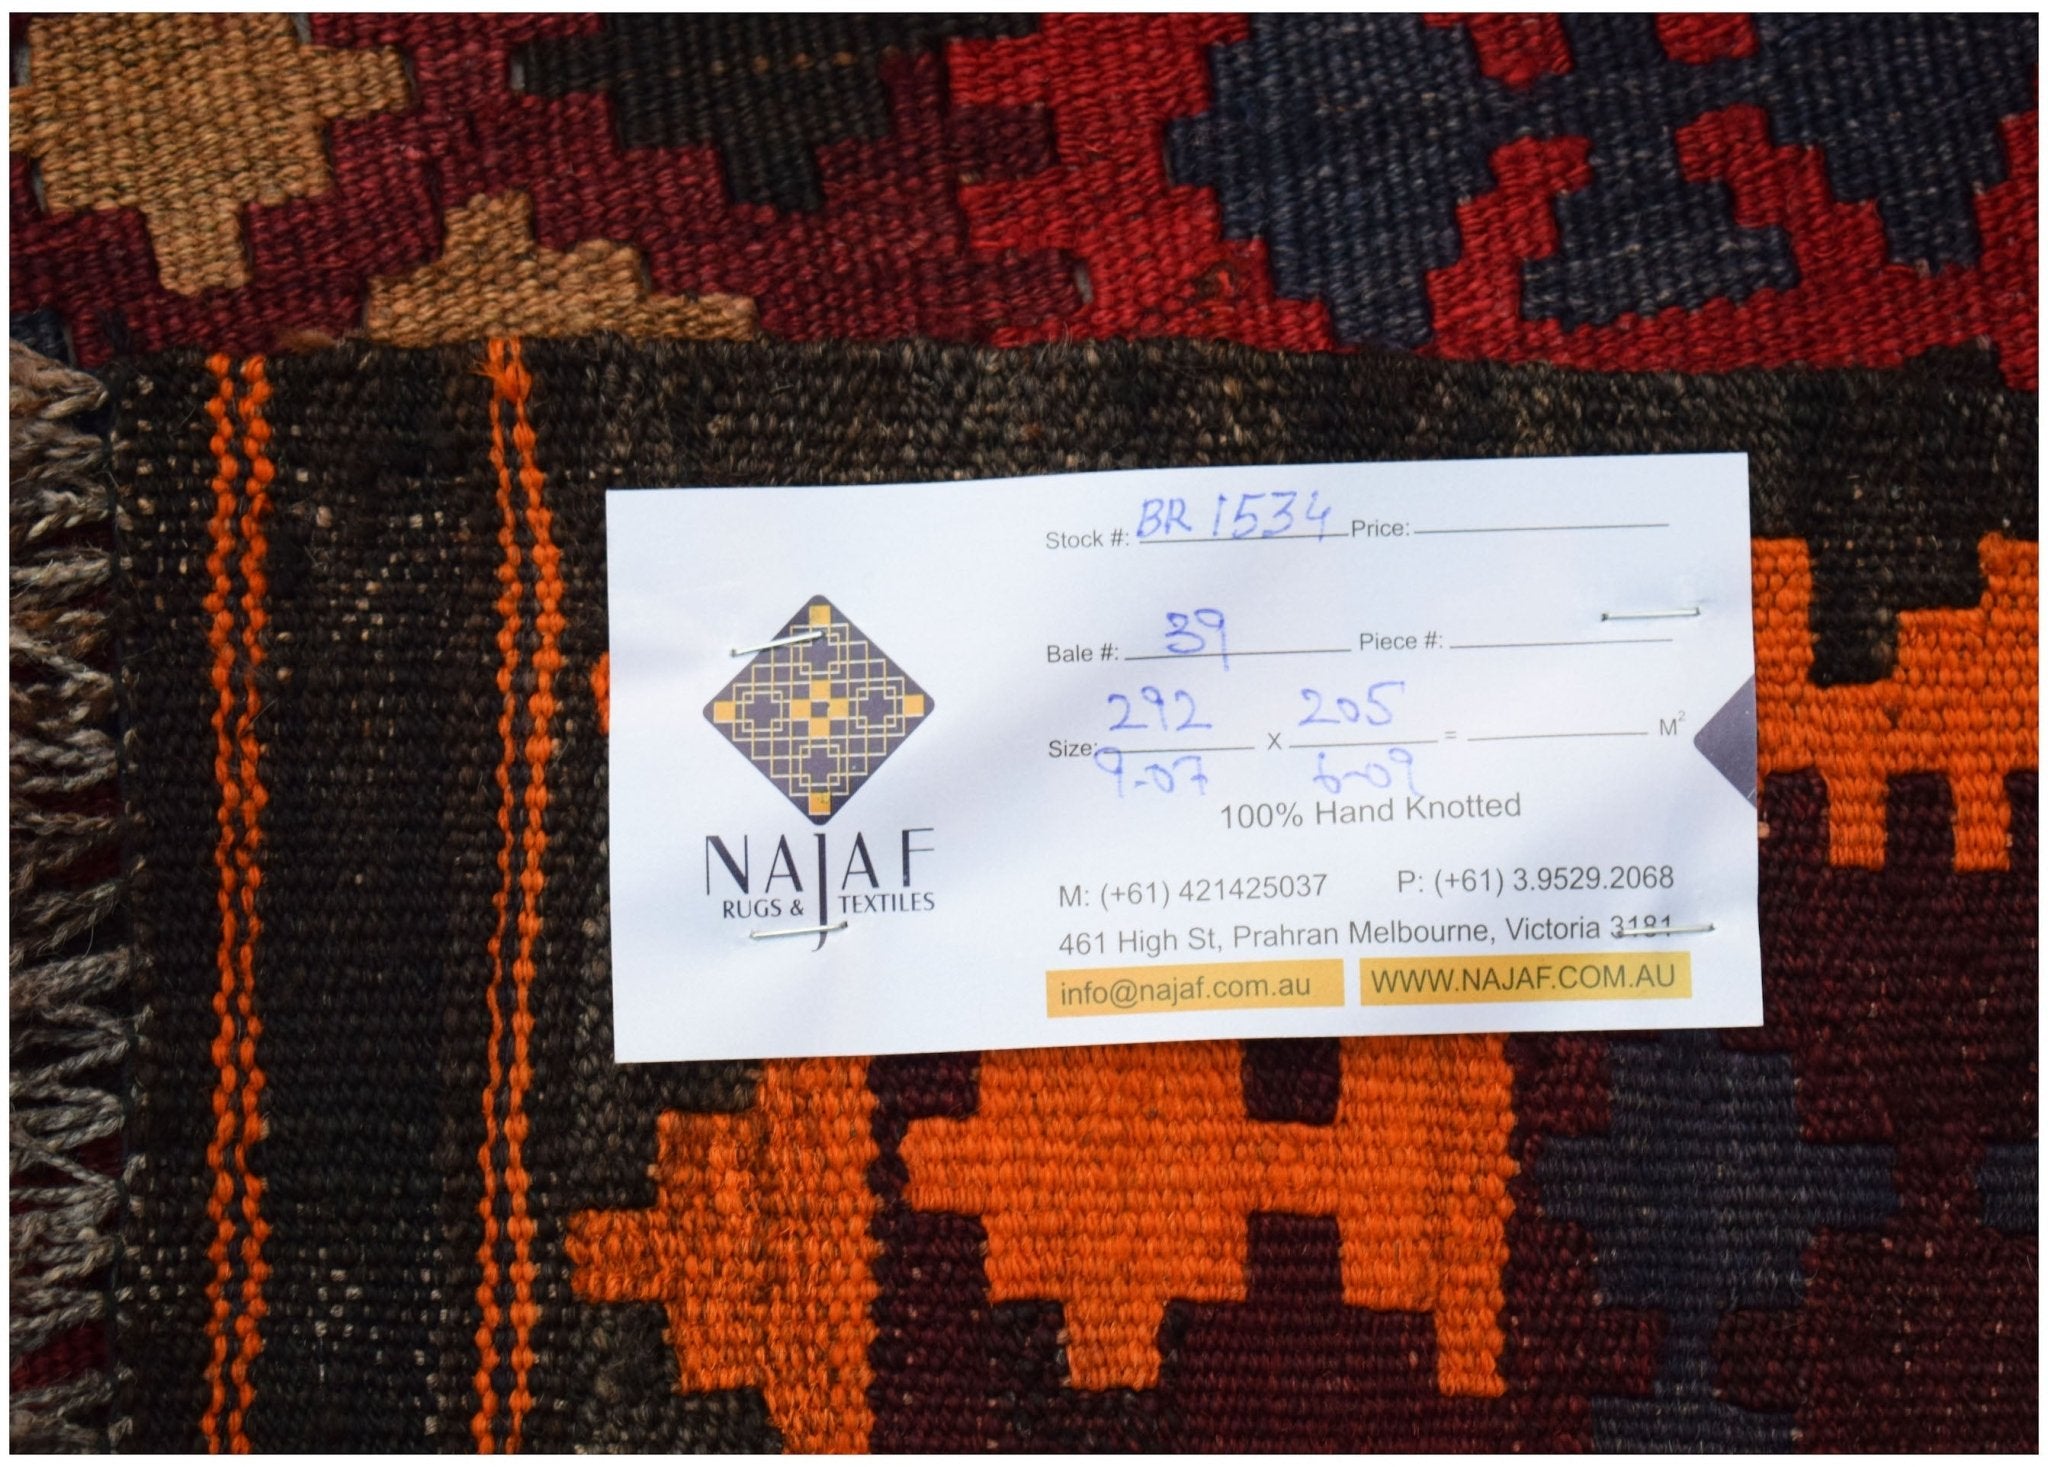 Stock #: BR 1534 Price:
Bale #: 39 Piece #:
292 205
Size: X = M²
9-07 6-09
100% Hand Knotted
NAJAF
RUGS & TEXTILES
M: (+61) 421425037 P: (+61) 3.9529.2068
461 High St, Prahran Melbourne, Victoria 3181
info@najaf.com.au WWW.NAJAF.COM.AU